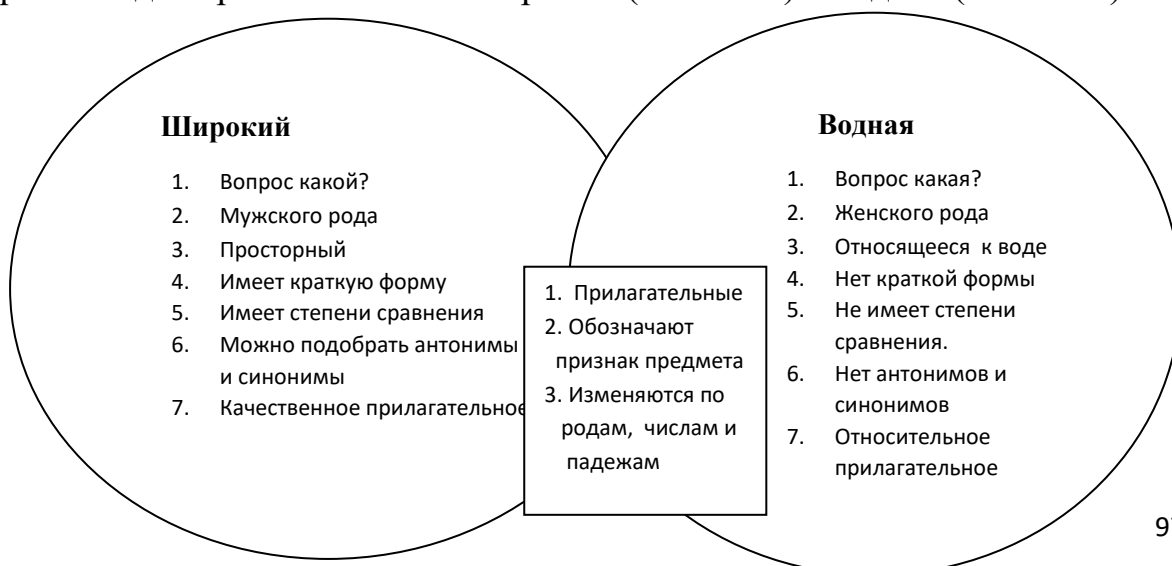 Широкий
1. Вопрос какой?
2. Мужского рода
3. Просторный
4. Имеет краткую форму
5. Имеет степени сравнения
6. Можно подобрать антонимы
и синонимы
7. Качественное прилагательное
1. Прилагательные
2. Обозначают
признак предмета
3. Изменяются по
родам, числам и
падежам
Водная
1. Вопрос какая?
2. Женского рода
3. Относящееся к воде
4. Нет краткой формы
5. Не имеет степени
сравнения.
6. Нет антонимов и
синонимов
7. Относительное
прилагательное